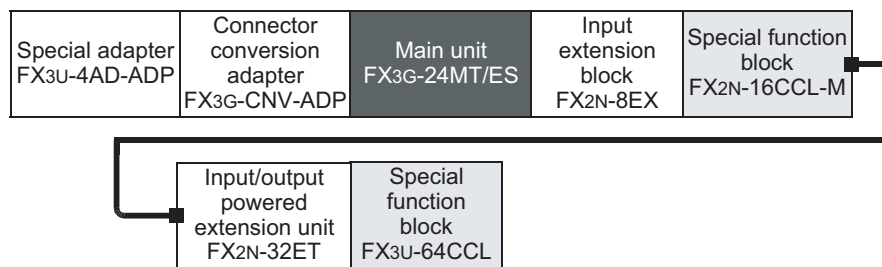 Special adapter
FX3U-4AD-ADP
Connector
conversion
adapter
FX3G-CNV-ADP
Main unit
FX3G-24MT/ES
Input
extension
block
FX2N-8EX
Special function
block
FX2N-16CCL-M
Input/output
powered
extension unit
FX2N-32ET
Special
function
block
FX3U-64CCL